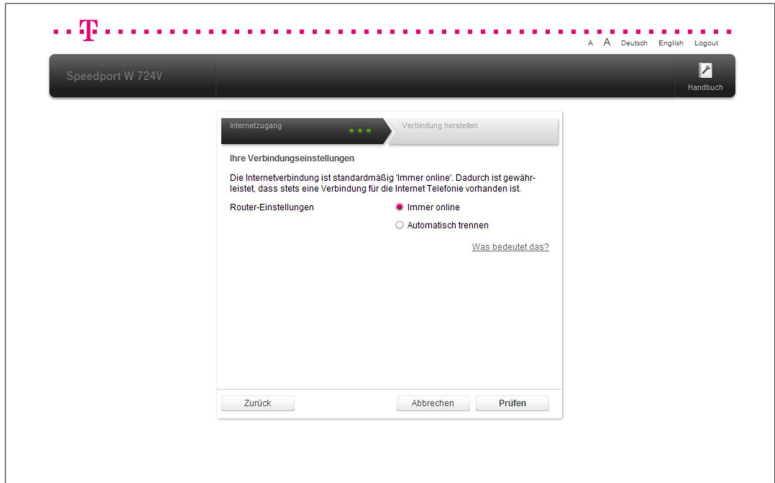 T
A A Deutsch English Logout
Speedport W 724V
Handbuch
Internetzugang
Verbindung herstellen
Ihre Verbindungseinstellungen
Die Internetverbindung ist standardmäßig 'Immer online'. Dadurch ist gewähr-
leistet, dass stets eine Verbindung für die Internet Telefonie vorhanden ist.
Router-Einstellungen
Immer online
Automatisch trennen
Was bedeutet das?
Zurück
Abbrechen
Prüfen